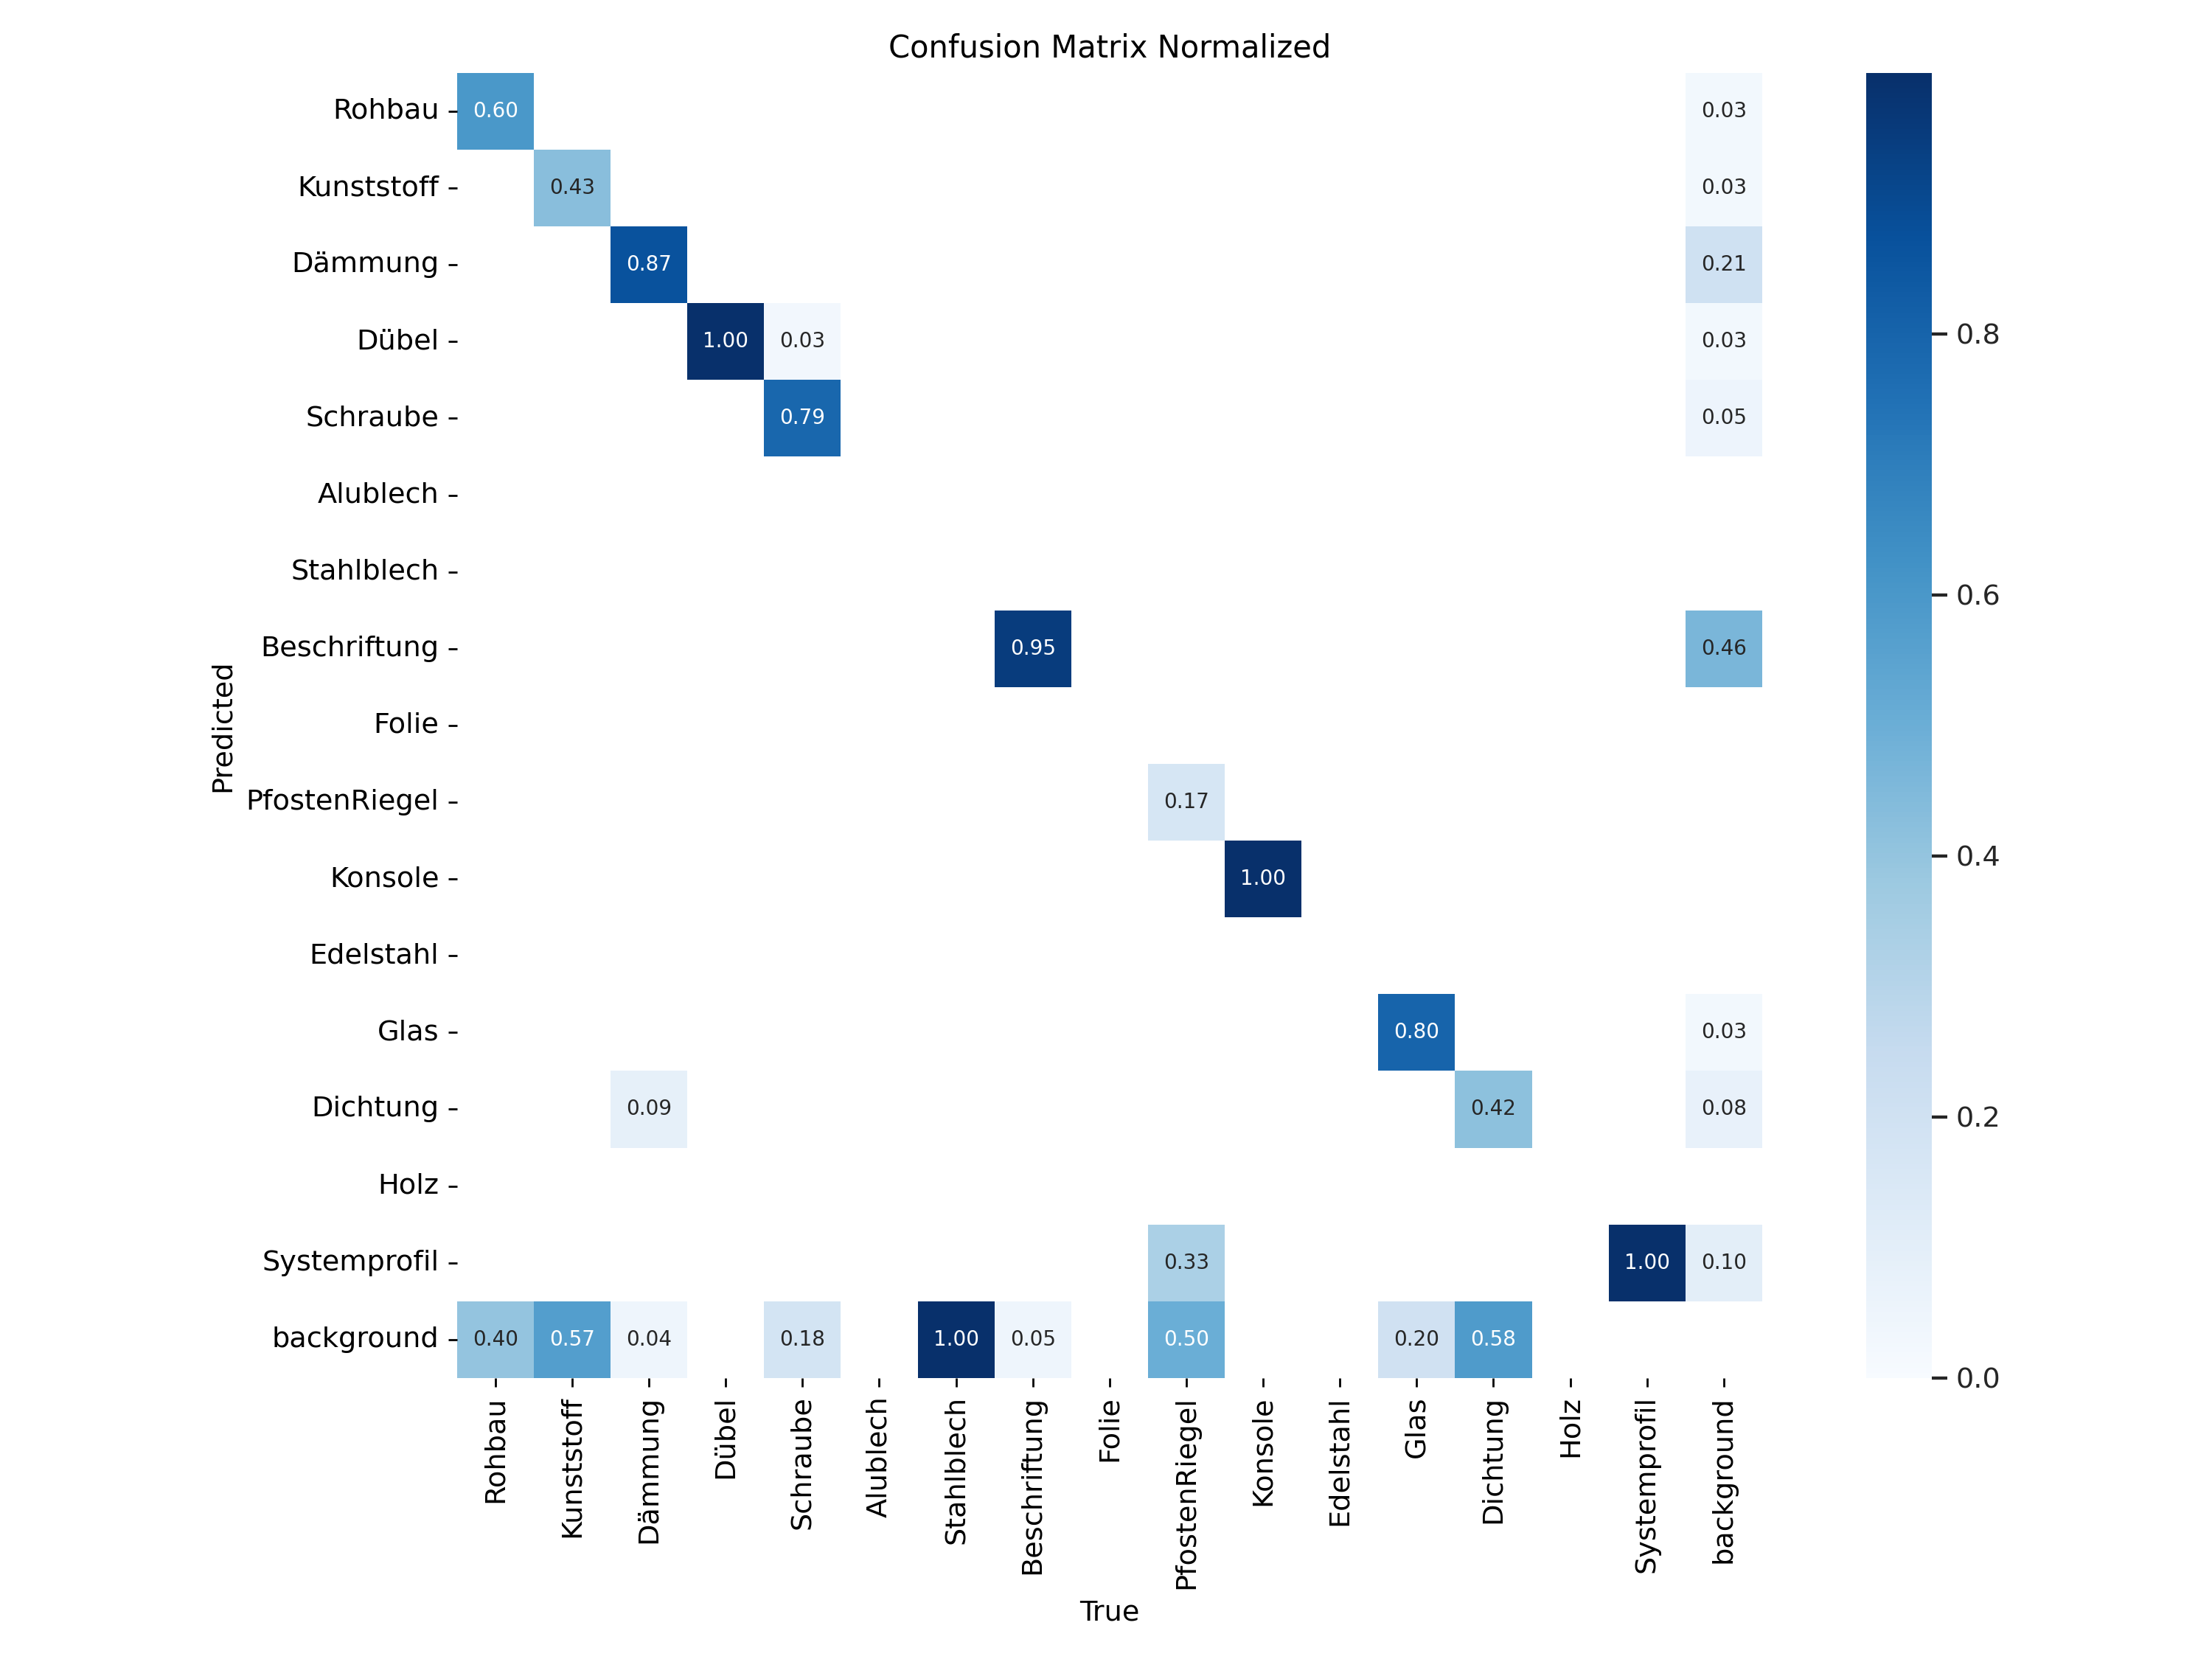 Confusion Matrix Normalized
Rohbau
0.60
0.03
Kunststoff
0.43
0.03
Dämmung
0.87
0.21
Dübel
1.00
0.03
0.03
0.8
Schraube
0.79
0.05
Alublech
Stahlblech
0.6
Beschriftung
0.95
0.46
Folie
Predicted
PfostenRiegel
0.17
0.4
Konsole
1.00
Edelstahl
Glas
0.80
0.03
Dichtung
0.09
0.42
0.08
0.2
Holz
Systemprofil
0.33
1.00
0.10
background
0.40
0.57
0.04
0.18
1.00
0.05
0.50
0.20
0.58
0.0
Rohbau
Kunststoff
Dämmung
Dübel
Schraube
Alublech
Stahlblech
Beschriftung
Folie
PfostenRiegel
Konsole
Edelstahl
Glas
Dichtung
Holz
Systemprofil
background
True